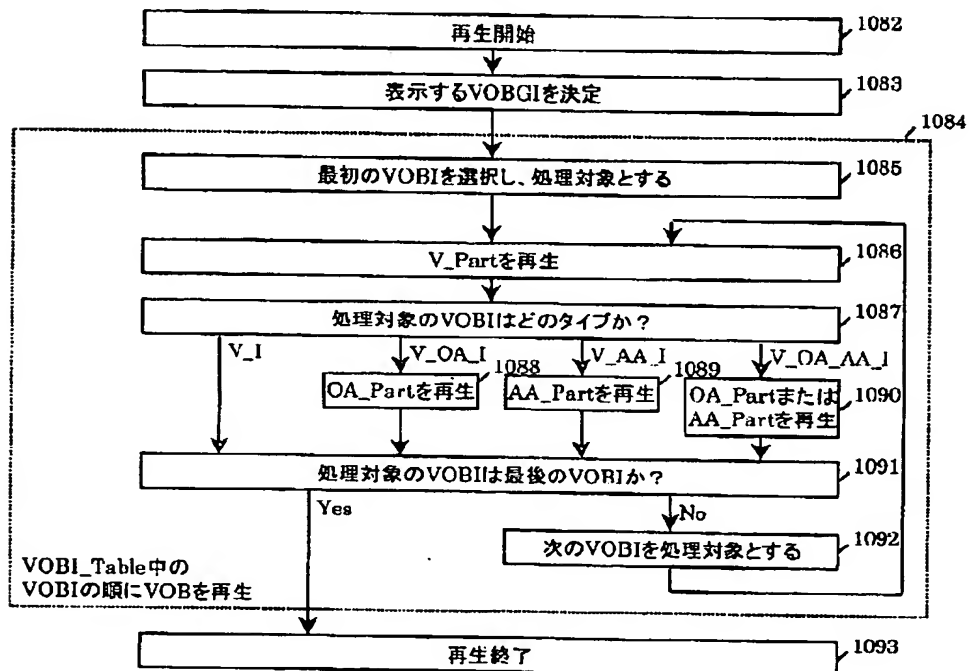 再生開始
1082
表示するVOBGIを決定
1083
1084
最初のVOBIを選択し、処理対象とする
1085
V_Partを再生
1086
処理対象のVOBIはどのタイプか？
1087
V_I
V_OA_I
V_AA_I
V_OA_AA_I
1088
1089
OA_Partを再生
AA_Partを再生
OA_Partまたは
AA_Partを再生
1090
処理対象のVOBIは最後のVOBIか？
1091
Yes
No
次のVOBIを処理対象とする
1092
VOBI_Table中の
VOBIの順にVOBを再生
再生終了
1093